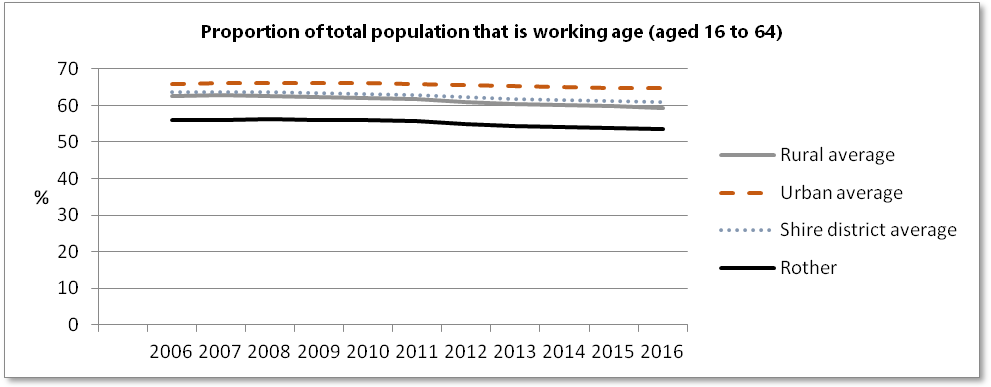 Proportion of total population that is working age (aged 16 to 64)
70
60
50
40
30
20
10
0
%
2006 2007 2008 2009 2010 2011 2012 2013 2014 2015 2016
Rural average
Urban average
Shire district average
Rother